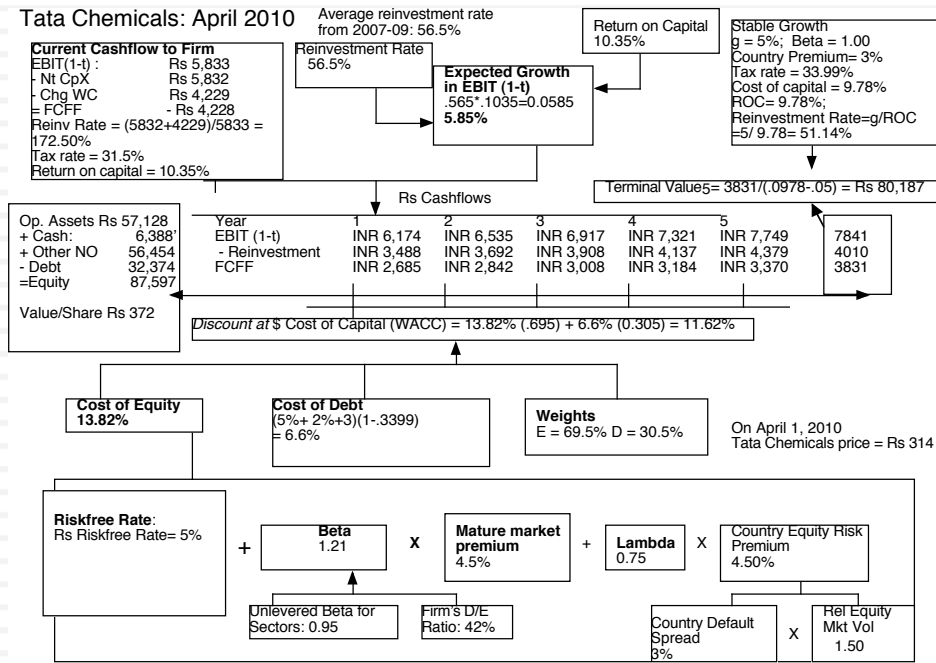 Tata Chemicals: April 2010
Average reinvestment rate
from 2007-09: 56.5%
Current Cashflow to Firm
EBIT(1-t) : Rs 5,833
- Nt CpX Rs 5,832
- Chg WC Rs 4,229
= FCFF - Rs 4,228
Reinv Rate = (5832+4229)/5833 =
172.50%
Tax rate = 31.5%
Return on capital = 10.35%
Reinvestment Rate
56.5%
Expected Growth
in EBIT (1-t)
.565*.1035=0.0585
5.85%
Return on Capital
10.35%
Stable Growth
g = 5%; Beta = 1.00
Country Premium= 3%
Tax rate = 33.99%
Cost of capital = 9.78%
ROC= 9.78%;
Reinvestment Rate=g/ROC
=5/ 9.78= 51.14%
Terminal Value5= 3831/(.0978-.05) = Rs 80,187
Rs Cashflows
Op. Assets Rs 57,128
+ Cash: 6,388'
+ Other NO 56,454
- Debt 32,374
=Equity 87,597
Value/Share Rs 372
Year 1 2 3 4 5
EBIT (1-t) INR 6,174 INR 6,535 INR 6,917 INR 7,321 INR 7,749 7841
- Reinvestment INR 3,488 INR 3,692 INR 3,908 INR 4,137 INR 4,379 4010
FCFF INR 2,685 INR 2,842 INR 3,008 INR 3,184 INR 3,370 3831
Discount at $ Cost of Capital (WACC) = 13.82% (.695) + 6.6% (0.305) = 11.62%
Cost of Equity
13.82%
Cost of Debt
(5%+ 2%+3)(1-.3399)
= 6.6%
Weights
E = 69.5% D = 30.5%
On April 1, 2010
Tata Chemicals price = Rs 314
Riskfree Rate:
Rs Riskfree Rate= 5%
+
Beta
1.21
X
Mature market
premium
4.5%
+
Lambda
0.75
X
Country Equity Risk
Premium
4.50%
Unlevered Beta for
Sectors: 0.95
Firm's D/E
Ratio: 42%
Country Default
Spread
3%
X
Rel Equity
Mkt Vol
1.50